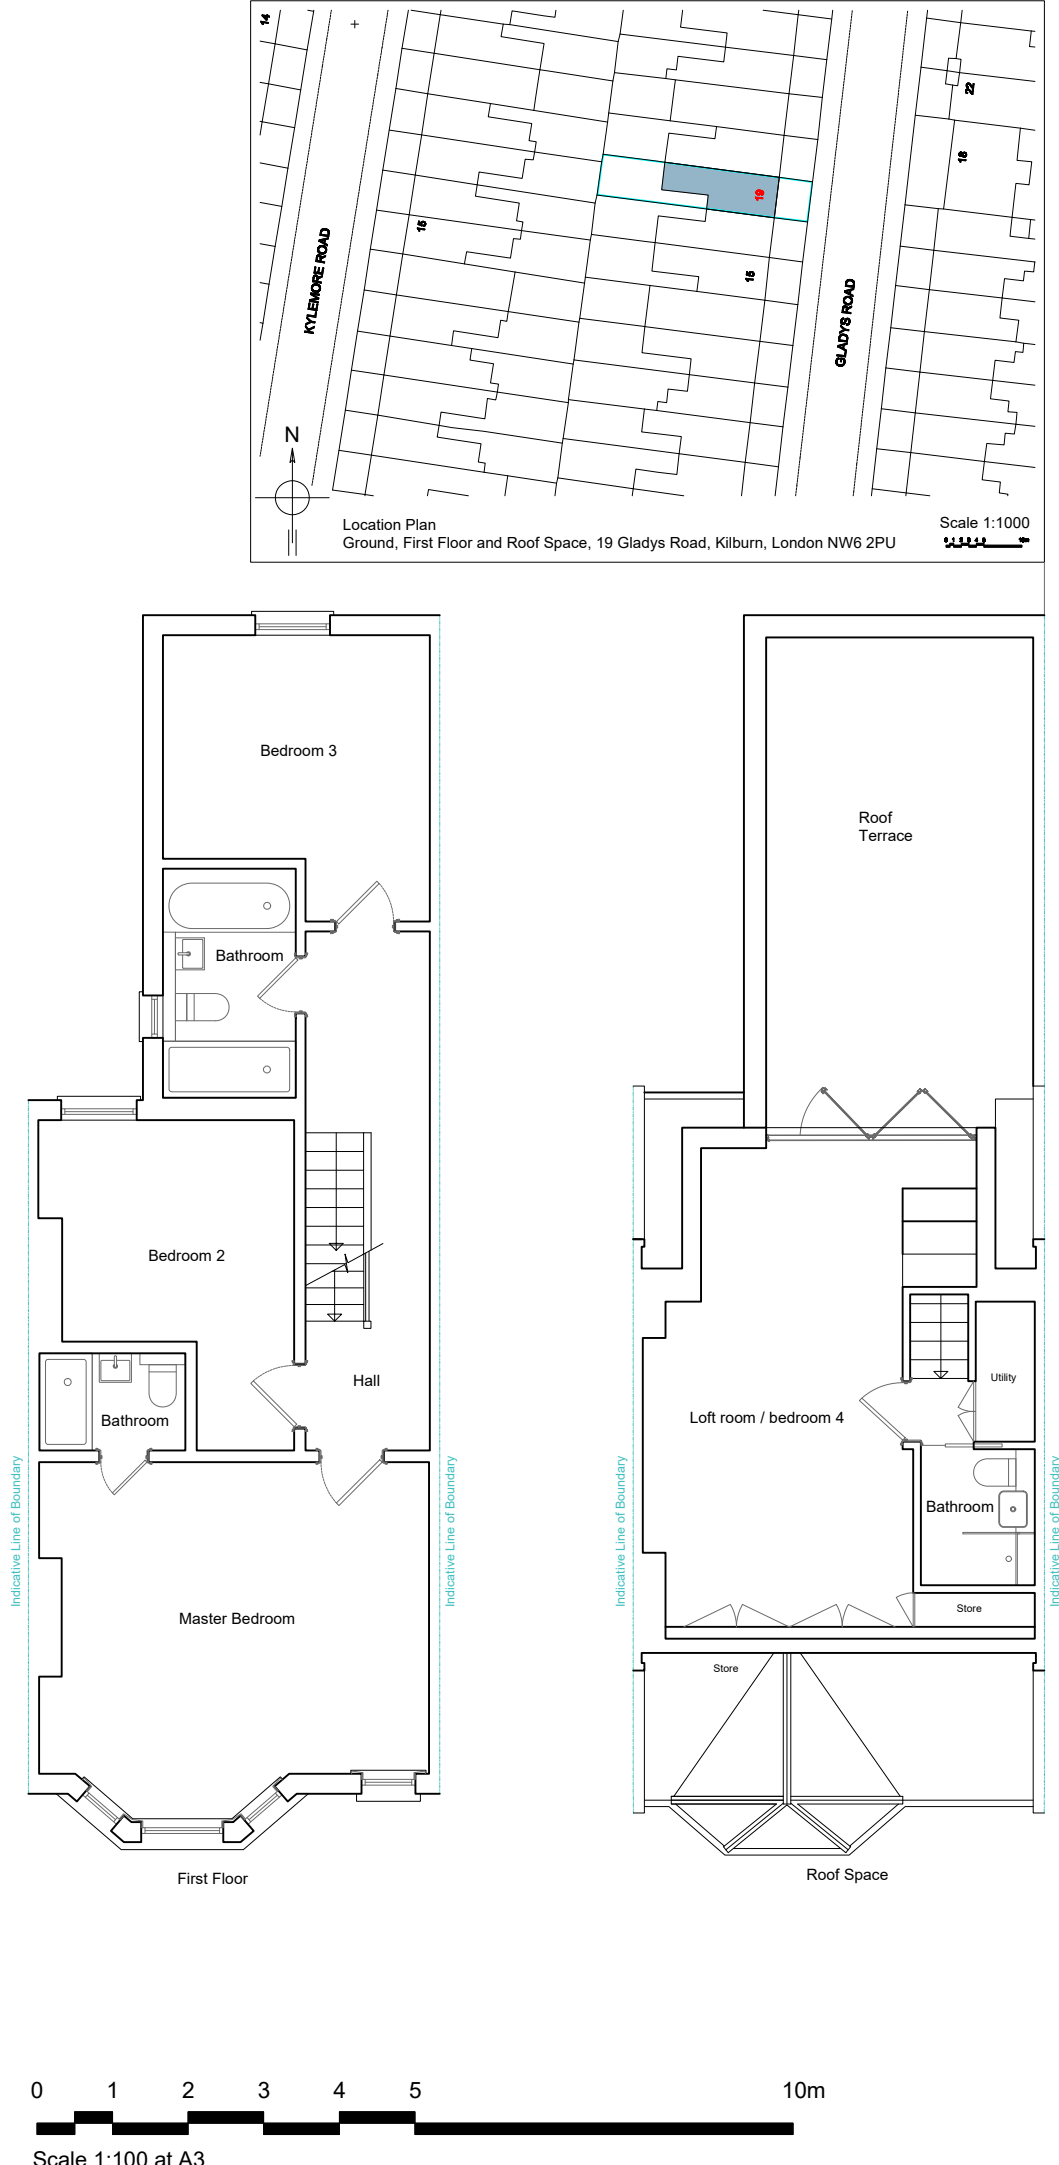 14
22
18
19
15
15
KYLEMORE ROAD
GLADYS ROAD
N
Location Plan
Scale 1:1000
Ground, First Floor and Roof Space, 19 Gladys Road, Kilburn, London NW6 2PU
Bedroom 3
Roof
Terrace
Bathroom
Bedroom 2
Hall
Utility
Bathroom
Loft room / bedroom 4
Bathroom
Indicative Line of Boundary
Indicative Line of Boundary
Indicative Line of Boundary
Indicative Line of Boundary
Master Bedroom
Store
Store
First Floor
Roof Space
0 1 2 3 4 5 10m
Scale 1:100 at A3